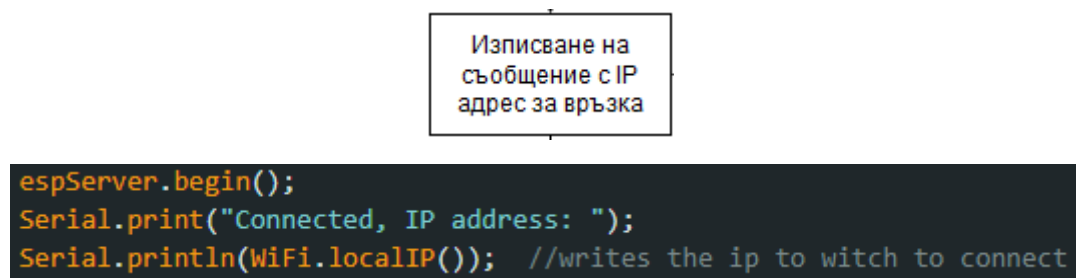 Изписване на
съобщение с IP
адрес за връзка
espServer.begin();
Serial.print("Connected, IP address: ");
Serial.println(WiFi.localIP());  //writes the ip to witch to connect